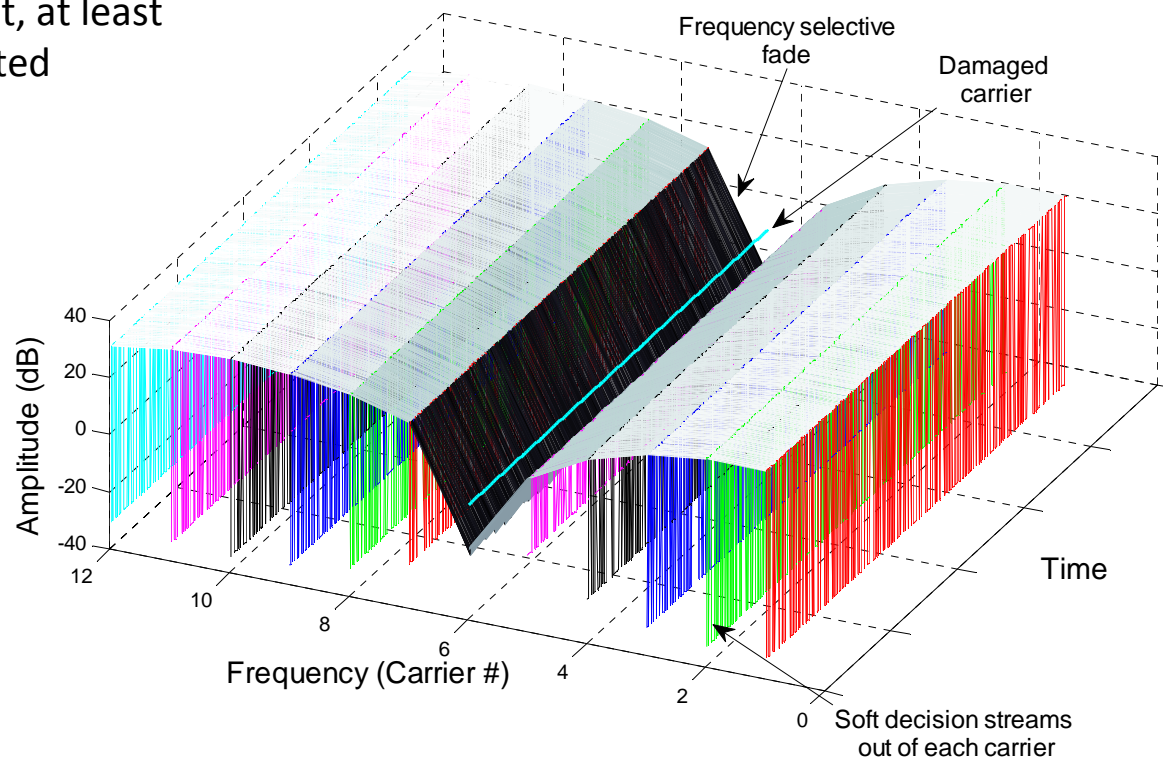 t, at least
ted
Frequency selective
fade
Damaged
carrier
40
20
0
-20
-40
Amplitude (dB)
12
10
8
6
4
2
0
Frequency (Carrier #)
Time
Soft decision streams
out of each carrier